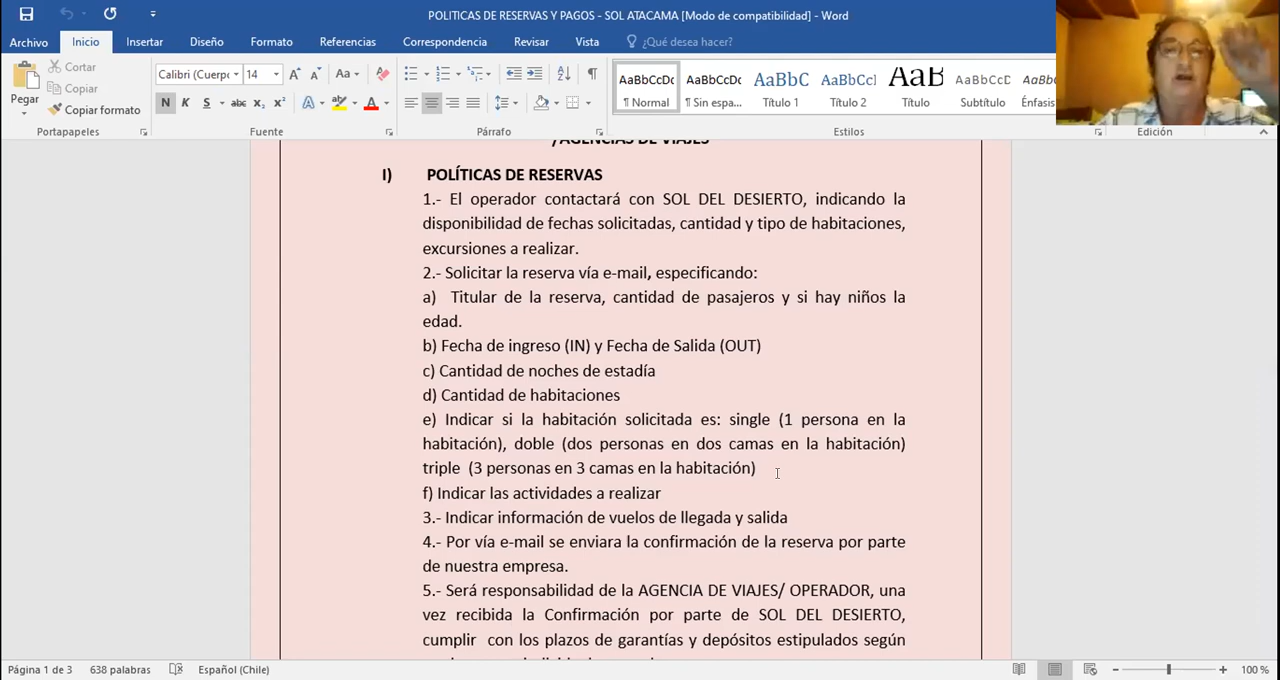 POLITICAS DE RESERVAS Y PAGOS - SOL ATACAMA [Modo de compatibilidad] - Word
Archivo Inicio Insertar Diseño Formato Referencias Correspondencia Revisar Vista ¿Qué desea hacer?
Pegar
Cortar
Copiar
Copiar formato
Calibri (Cuerpo 14
N K S abc x₂ x²
AaBbCcDc AaBbCcDc AaBbC AaBbCcI AaB AaBbCcD AaBbCcD
¶ Normal ¶ Sin espa... Título 1 Título 2 Título Subtítulo Énfasis
Portapapeles Fuente Párrafo Estilos Edición
/AGENCIAS DE VIAJES
I) POLÍTICAS DE RESERVAS
1.- El operador contactará con SOL DEL DESIERTO, indicando la
disponibilidad de fechas solicitadas, cantidad y tipo de habitaciones,
excursiones a realizar.
2.- Solicitar la reserva vía e-mail, especificando:
a) Titular de la reserva, cantidad de pasajeros y si hay niños la
edad.
b) Fecha de ingreso (IN) y Fecha de Salida (OUT)
c) Cantidad de noches de estadía
d) Cantidad de habitaciones
e) Indicar si la habitación solicitada es: single (1 persona en la
habitación), doble (dos personas en dos camas en la habitación)
triple (3 personas en 3 camas en la habitación)
f) Indicar las actividades a realizar
3.- Indicar información de vuelos de llegada y salida
4.- Por vía e-mail se enviara la confirmación de la reserva por parte
de nuestra empresa.
5.- Será responsabilidad de la AGENCIA DE VIAJES/ OPERADOR, una
vez recibida la Confirmación por parte de SOL DEL DESIERTO,
cumplir con los plazos de garantías y depósitos estipulados según
Página 1 de 3 638 palabras Español (Chile) 100 %